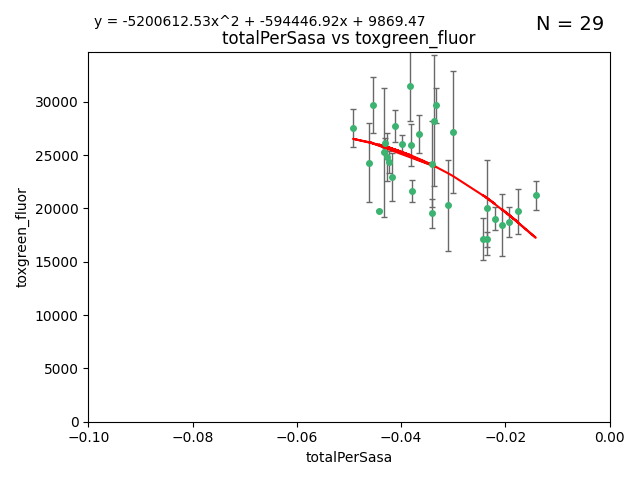 y = -5200612.53x^2 + -594446.92x + 9869.47
N = 29
totalPerSasa vs toxgreen_fluor
toxgreen_fluor
30000
25000
20000
15000
10000
5000
0
−0.10
−0.08
−0.06
−0.04
−0.02
0.00
totalPerSasa